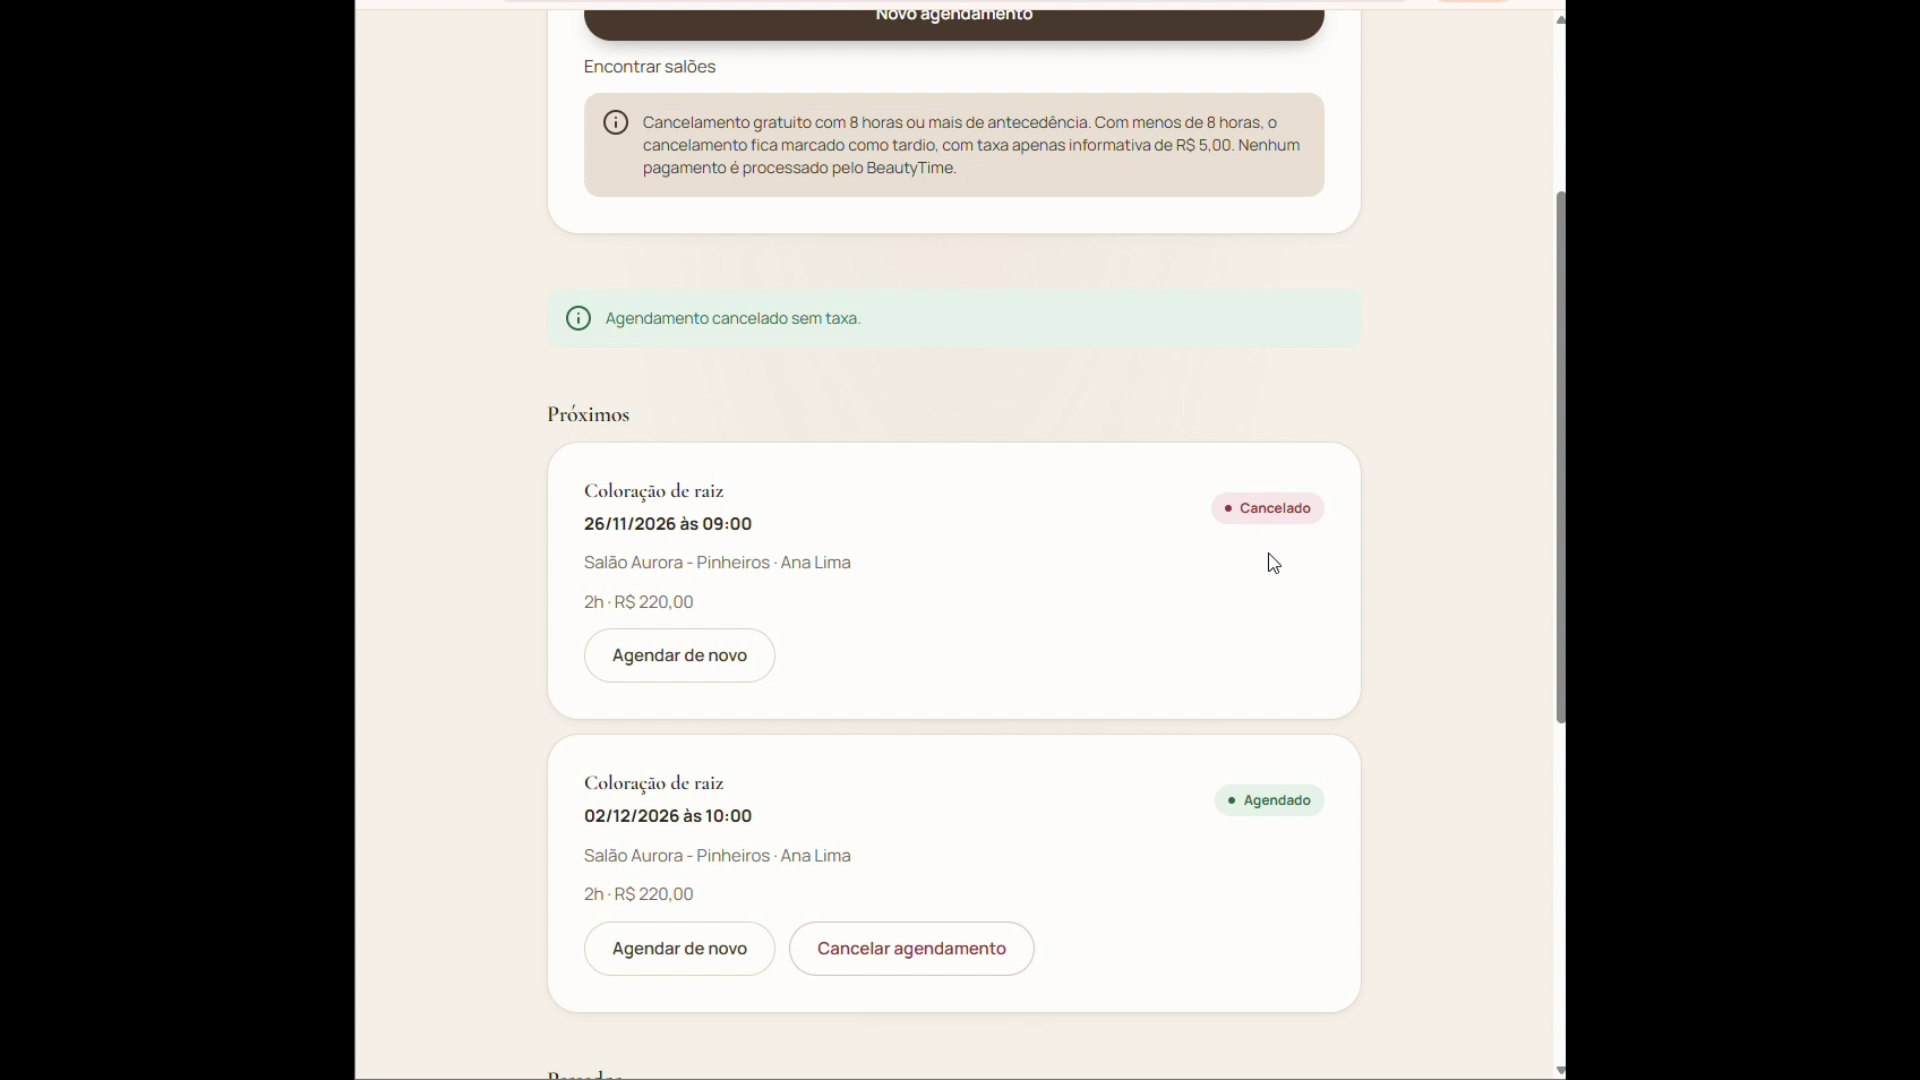 Novo agendamento
Encontrar salões
Cancelamento gratuito com 8 horas ou mais de antecedência. Com menos de 8 horas, o
cancelamento fica marcado como tardio, com taxa apenas informativa de R$ 5,00. Nenhum
pagamento é processado pelo BeautyTime.
Agendamento cancelado sem taxa.
Próximos
Coloração de raiz
Cancelado
26/11/2026 às 09:00
Salão Aurora - Pinheiros · Ana Lima
2h · R$ 220,00
Agendar de novo
Coloração de raiz
Agendado
02/12/2026 às 10:00
Salão Aurora - Pinheiros · Ana Lima
2h · R$ 220,00
Agendar de novo
Cancelar agendamento